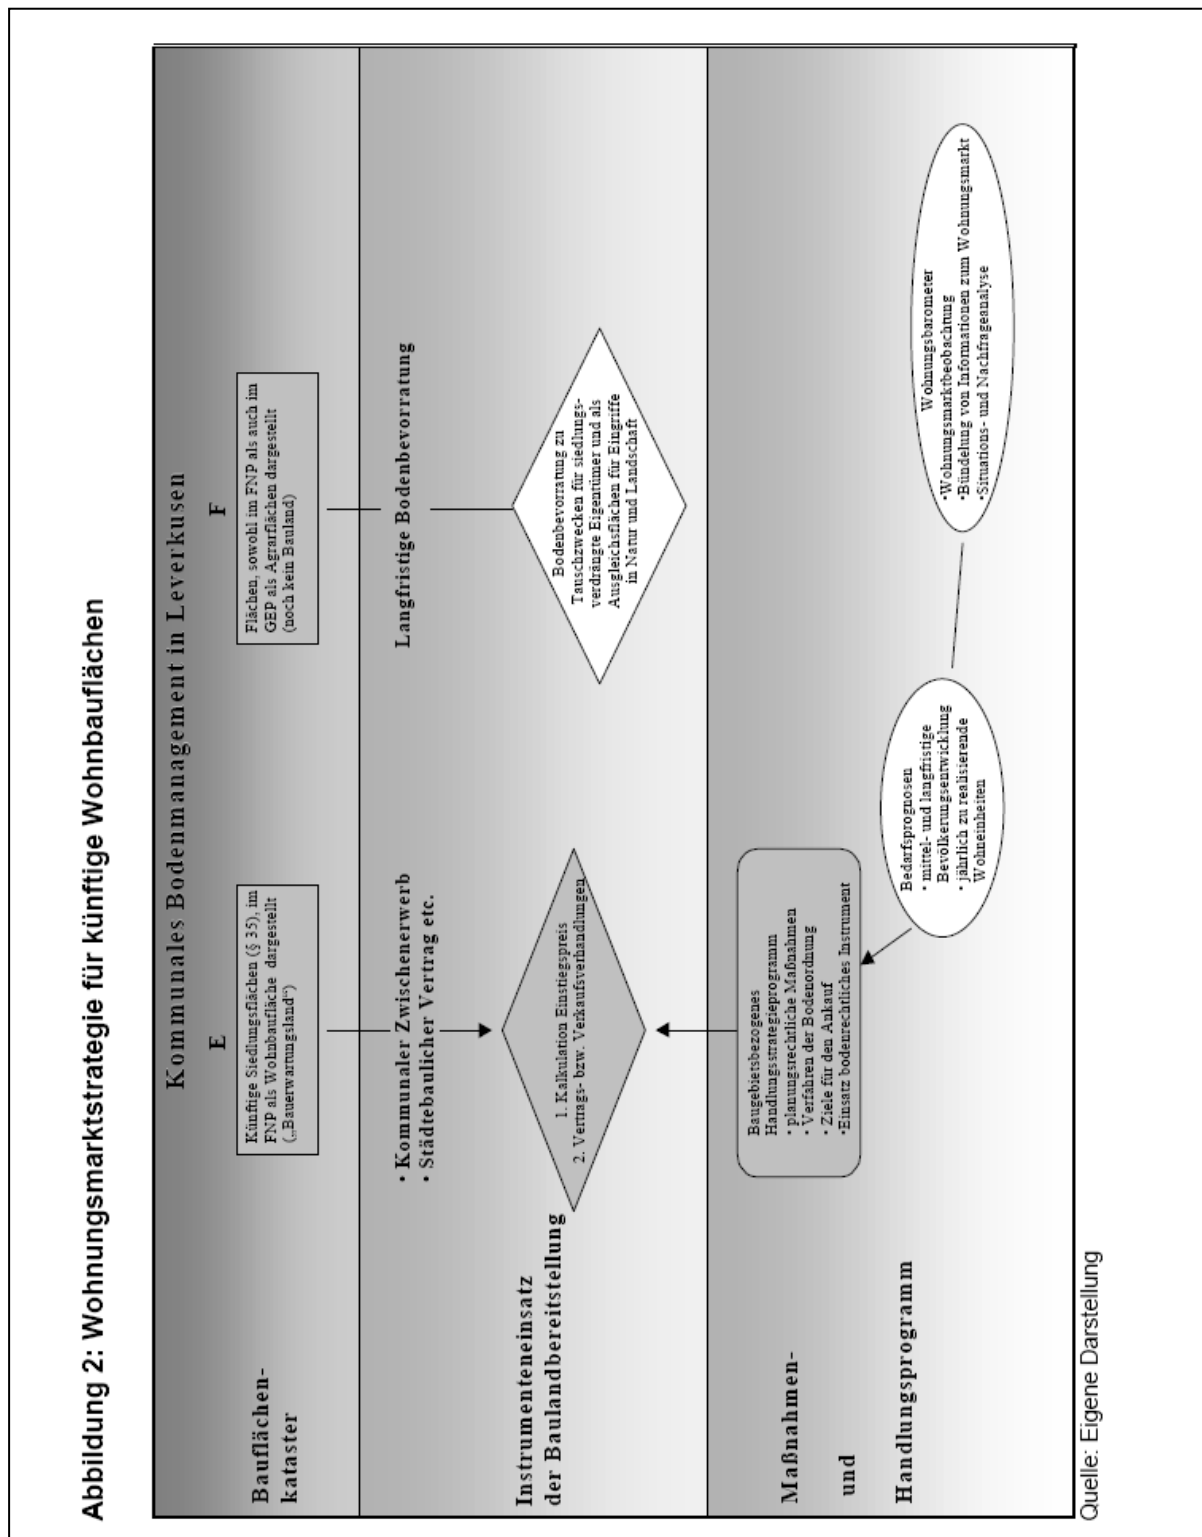 Abbildung 2: Wohnungsmarktstrategie für künftige Wohnbauflächen
Kommunales Bodenmanagement in Leverkusen
Bauflächen-
kataster
E
Künftige Siedlungsflächen (§ 35), im
FNP als Wohnbaufläche dargestellt
(„Bauerwartungsland“)
F
Flächen, sowohl im FNP als auch im
GEP als Agrarflächen dargestellt
(noch kein Bauland)
Instrumenteneinsatz
der Baulandbereitstellung
• Kommunaler Zwischenerwerb
• Städtebaulicher Vertrag etc.
1. Kalkulation Einstiegspreis
2. Vertrags- bzw. Verkaufsverhandlungen
Langfristige Bodenbevorratung
Bodenbevorratung zu
Tauschzwecken für siedlungs-
verdrängte Eigentümer und als
Ausgleichsflächen für Eingriffe
in Natur und Landschaft
Maßnahmen-
und
Handlungsprogramm
Baugebietsbezogenes
Handlungsstrategieprogramm
• planungsrechtliche Maßnahmen
• Verfahren der Bodenordnung
• Ziele für den Ankauf
•Einsatz bodenrechtliches Instrument
Bedarfsprognosen
• mittel- und langfristige
Bevölkerungsentwicklung
• jährlich zu realisierende
Wohneinheiten
Wohnungsbarometer
•Wohnungsmarktbeobachtung
•Bündelung von Informationen zum Wohnungsmarkt
•Situations- und Nachfrageanalyse
Quelle: Eigene Darstellung